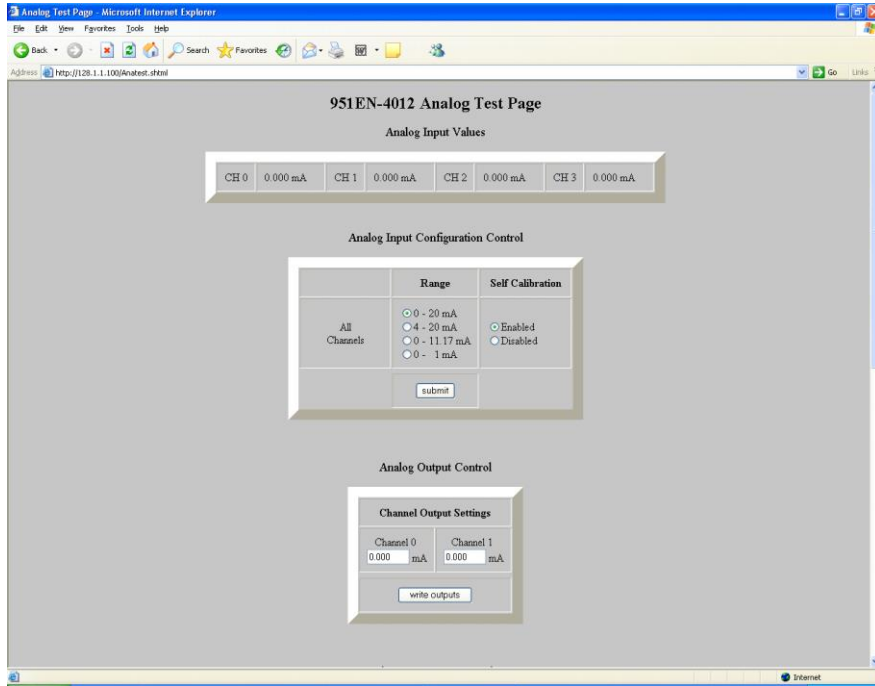 Analog Test Page - Microsoft Internet Explorer
File Edit View Favorites Tools Help
Back Search Favorites
Address http://128.1.1.100/Anatest.shtml Go Links
951EN-4012 Analog Test Page
Analog Input Values
CH 0 0.000 mA CH 1 0.000 mA CH 2 0.000 mA CH 3 0.000 mA
Analog Input Configuration Control
Range Self Calibration
All
Channels
0 - 20 mA
4 - 20 mA
0 - 11.17 mA
0 - 1 mA
Enabled
Disabled
submit
Analog Output Control
Channel Output Settings
Channel 0 Channel 1
0.000 mA 0.000 mA
write outputs
Internet